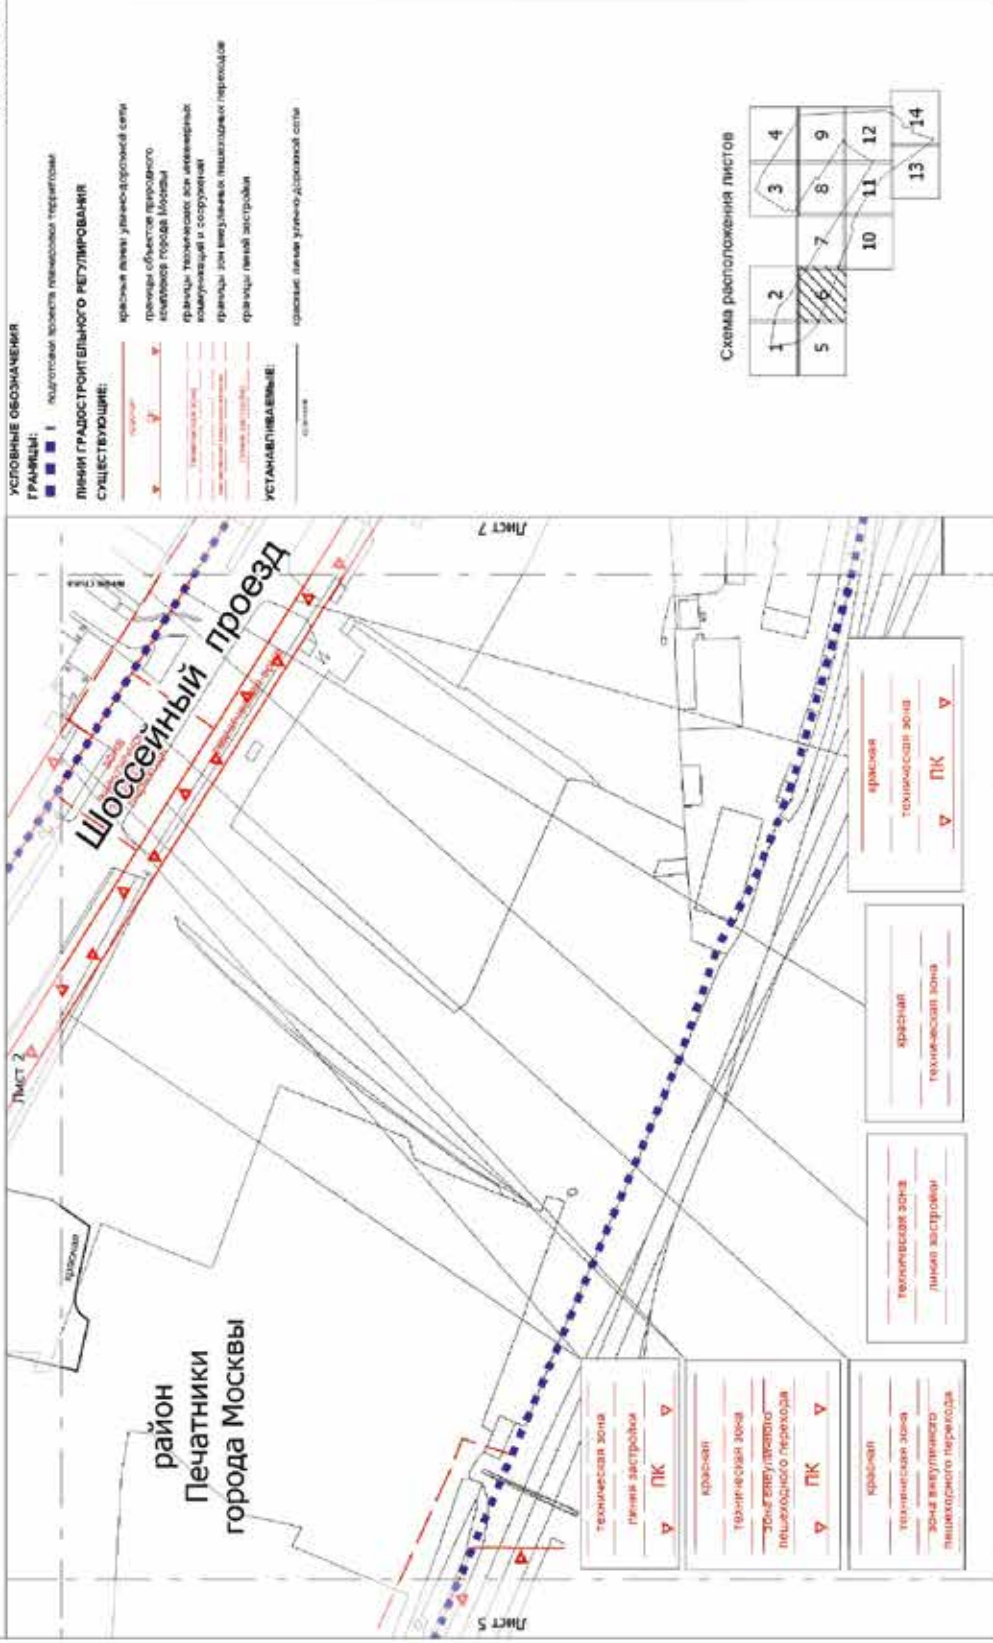 УСЛОВНЫЕ ОБОЗНАЧЕНИЯ
ГРАНИЦЫ:
подготовки проекта планировки территории
ЛИНИИ ГРАДОСТРОИТЕЛЬНОГО РЕГУЛИРОВАНИЯ
СУЩЕСТВУЮЩИЕ:
красные линии улично-дорожной сети
границы объектов природного
комплекса города Москвы
границы технических зон инженерных
коммуникаций и сооружений
границы зон внеуличных пешеходных переходов
границы линий застройки
УСТАНАВЛИВАЕМЫЕ:
красные линии улично-дорожной сети
Схема расположения листов
1
2
3
4
5
6
7
8
9
10
11
12
13
14
Лист 2
Лист 7
Лист 5
Шоссейный проезд
район
Печатники
города Москвы
красная
техническая зона
линия застройки
ПК
красная
техническая зона
зона внеуличного
пешеходного перехода
ПК
красная
техническая зона
зона внеуличного
пешеходного перехода
техническая зона
линия застройки
красная
техническая зона
красная
техническая зона
ПК